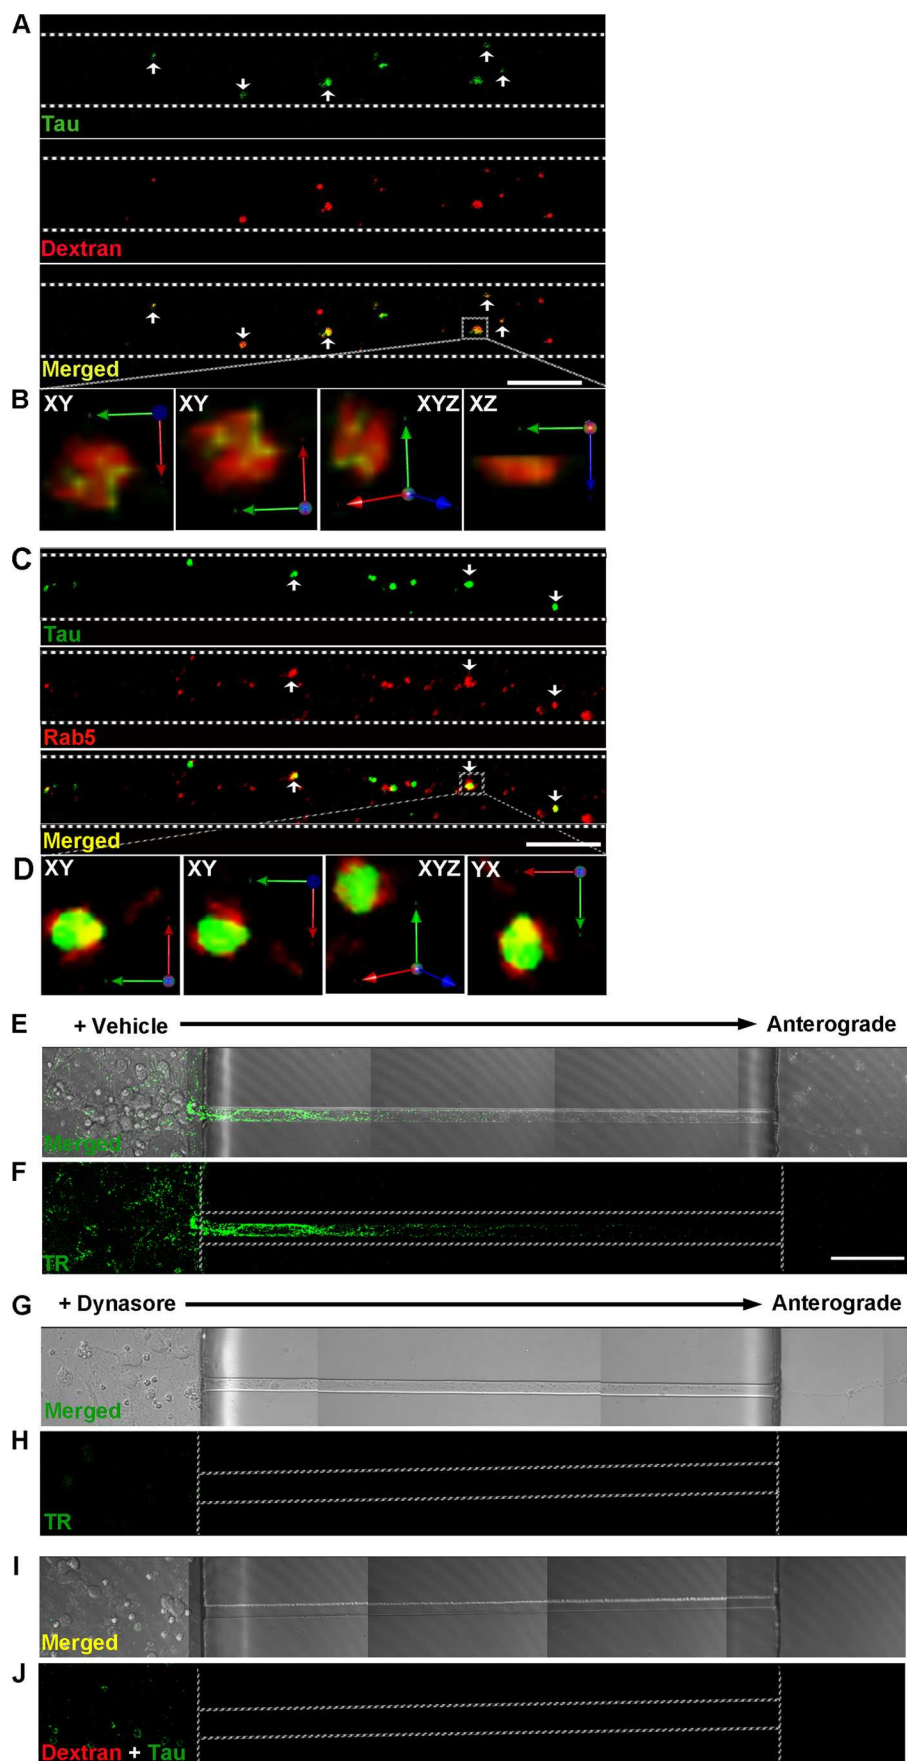 A
Tau
Dextran
Merged
B
XY
XY
XYZ
XZ
C
Tau
Rab5
Merged
D
XY
XY
XYZ
YX
E
+ Vehicle
Anterograde
Merged
F
TR
G
+ Dynasore
Anterograde
Merged
H
TR
I
Merged
J
Dextran + Tau